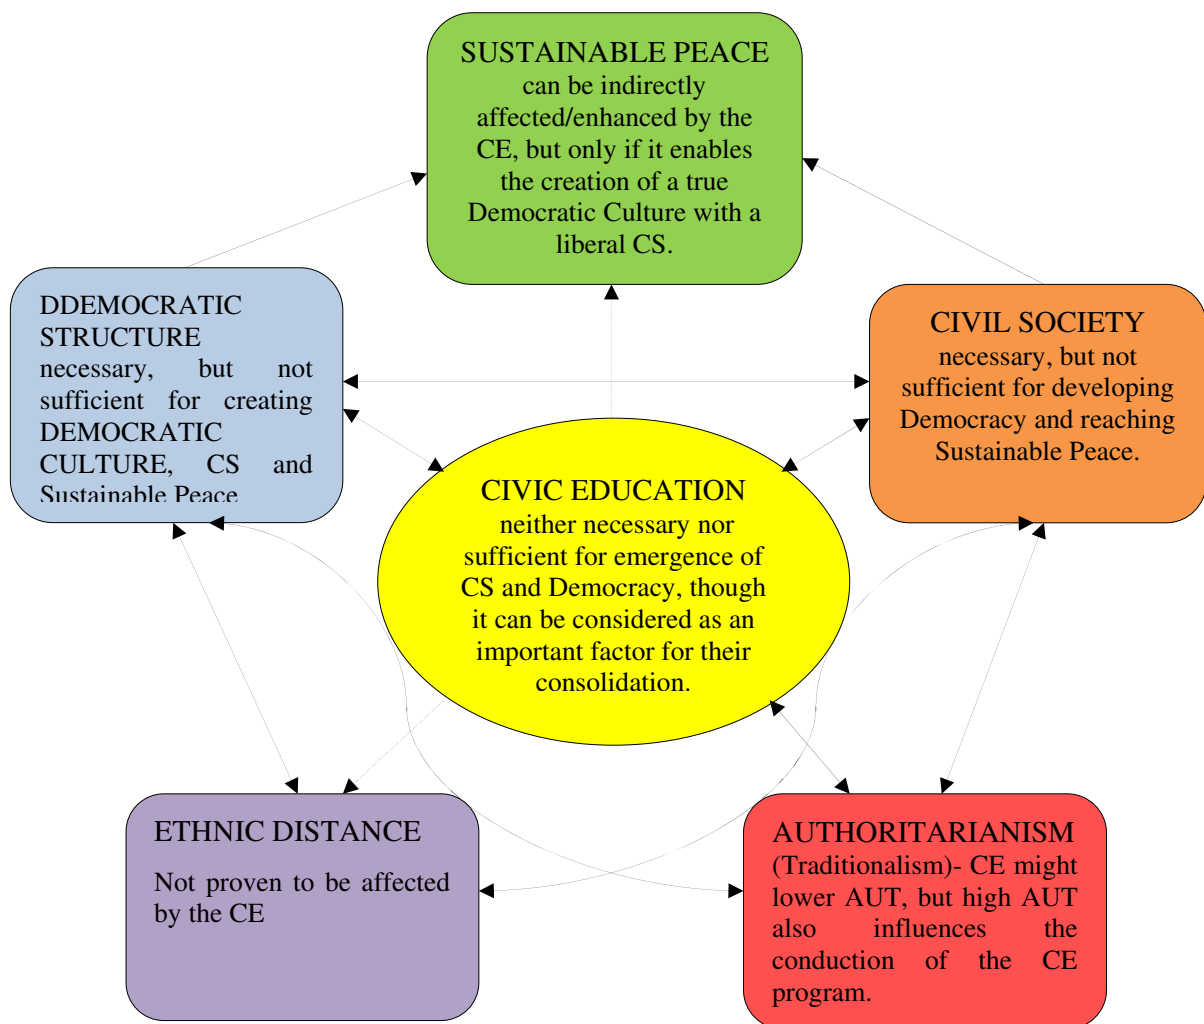 SUSTAINABLE PEACE
can be indirectly
affected/enhanced by the
CE, but only if it enables
the creation of a true
Democratic Culture with a
liberal CS.
DDEMOCRATIC
STRUCTURE
necessary, but not
sufficient for creating
DEMOCRATIC
CULTURE, CS and
Sustainable Peace
CIVIL SOCIETY
necessary, but not
sufficient for developing
Democracy and reaching
Sustainable Peace.
CIVIC EDUCATION
neither necessary nor
sufficient for emergence of
CS and Democracy, though
it can be considered as an
important factor for their
consolidation.
ETHNIC DISTANCE
Not proven to be affected
by the CE
AUTHORITARIANISM
(Traditionalism)- CE might
lower AUT, but high AUT
also influences the
conduction of the CE
program.